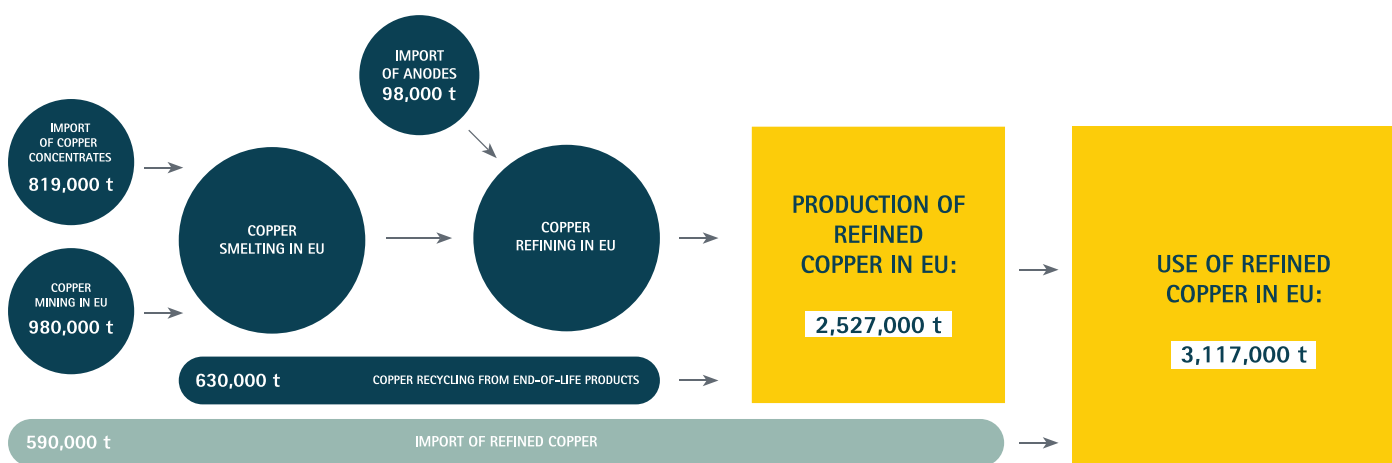 IMPORT
OF ANODES
98,000 t
IMPORT
OF COPPER
CONCENTRATES
819,000 t
COPPER
SMELTING IN EU
COPPER
REFINING IN EU
COPPER
MINING IN EU
980,000 t
PRODUCTION OF
REFINED
COPPER IN EU:
2,527,000 t
USE OF REFINED
COPPER IN EU:
3,117,000 t
630,000 t COPPER RECYCLING FROM END-OF-LIFE PRODUCTS
590,000 t IMPORT OF REFINED COPPER